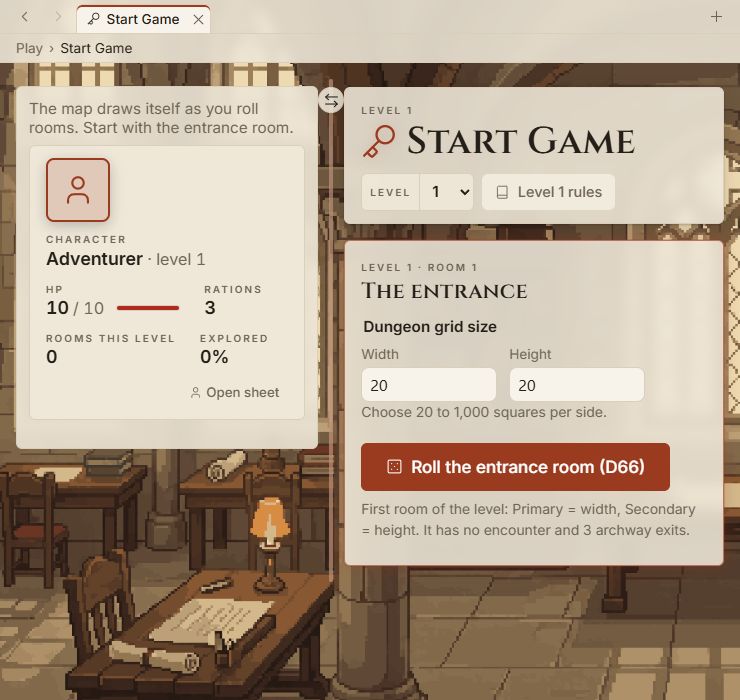 Start Game
Play › Start Game
The map draws itself as you roll
rooms. Start with the entrance room.
CHARACTER
Adventurer · level 1
HP
10 / 10
RATIONS
3
ROOMS THIS LEVEL
0
EXPLORED
0%
Open sheet
LEVEL 1
START GAME
LEVEL 1
Level 1 rules
LEVEL 1 · ROOM 1
THE ENTRANCE
Dungeon grid size
Width
20
Height
20
Choose 20 to 1,000 squares per side.
Roll the entrance room (D66)
First room of the level: Primary = width, Secondary
= height. It has no encounter and 3 archway exits.